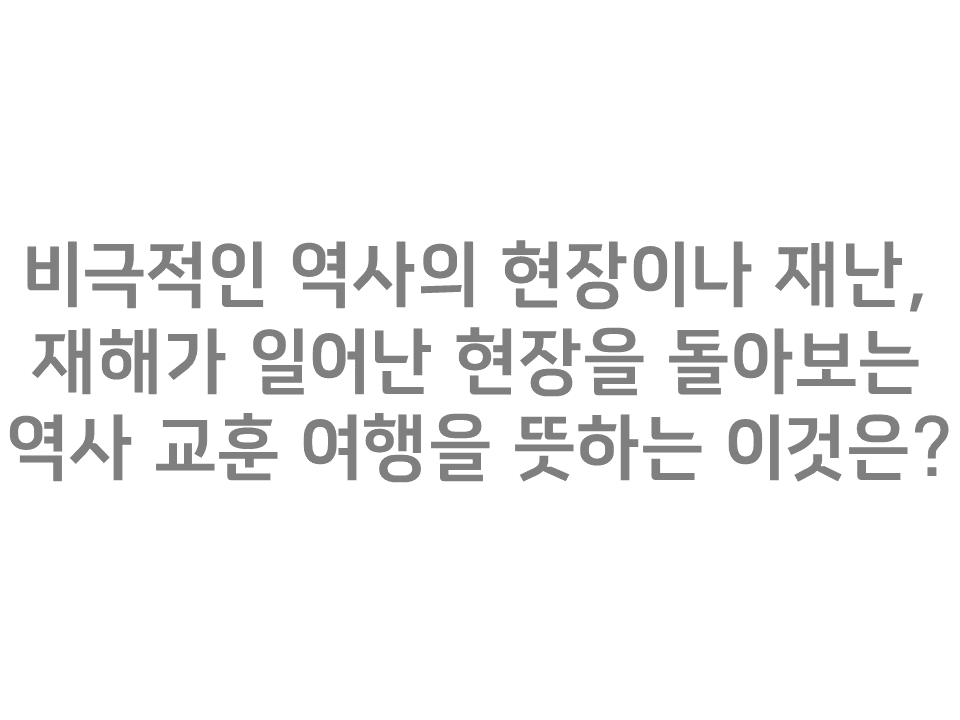 비극적인 역사의 현장이나 재난,
재해가 일어난 현장을 돌아보는
역사 교훈 여행을 뜻하는 이것은?